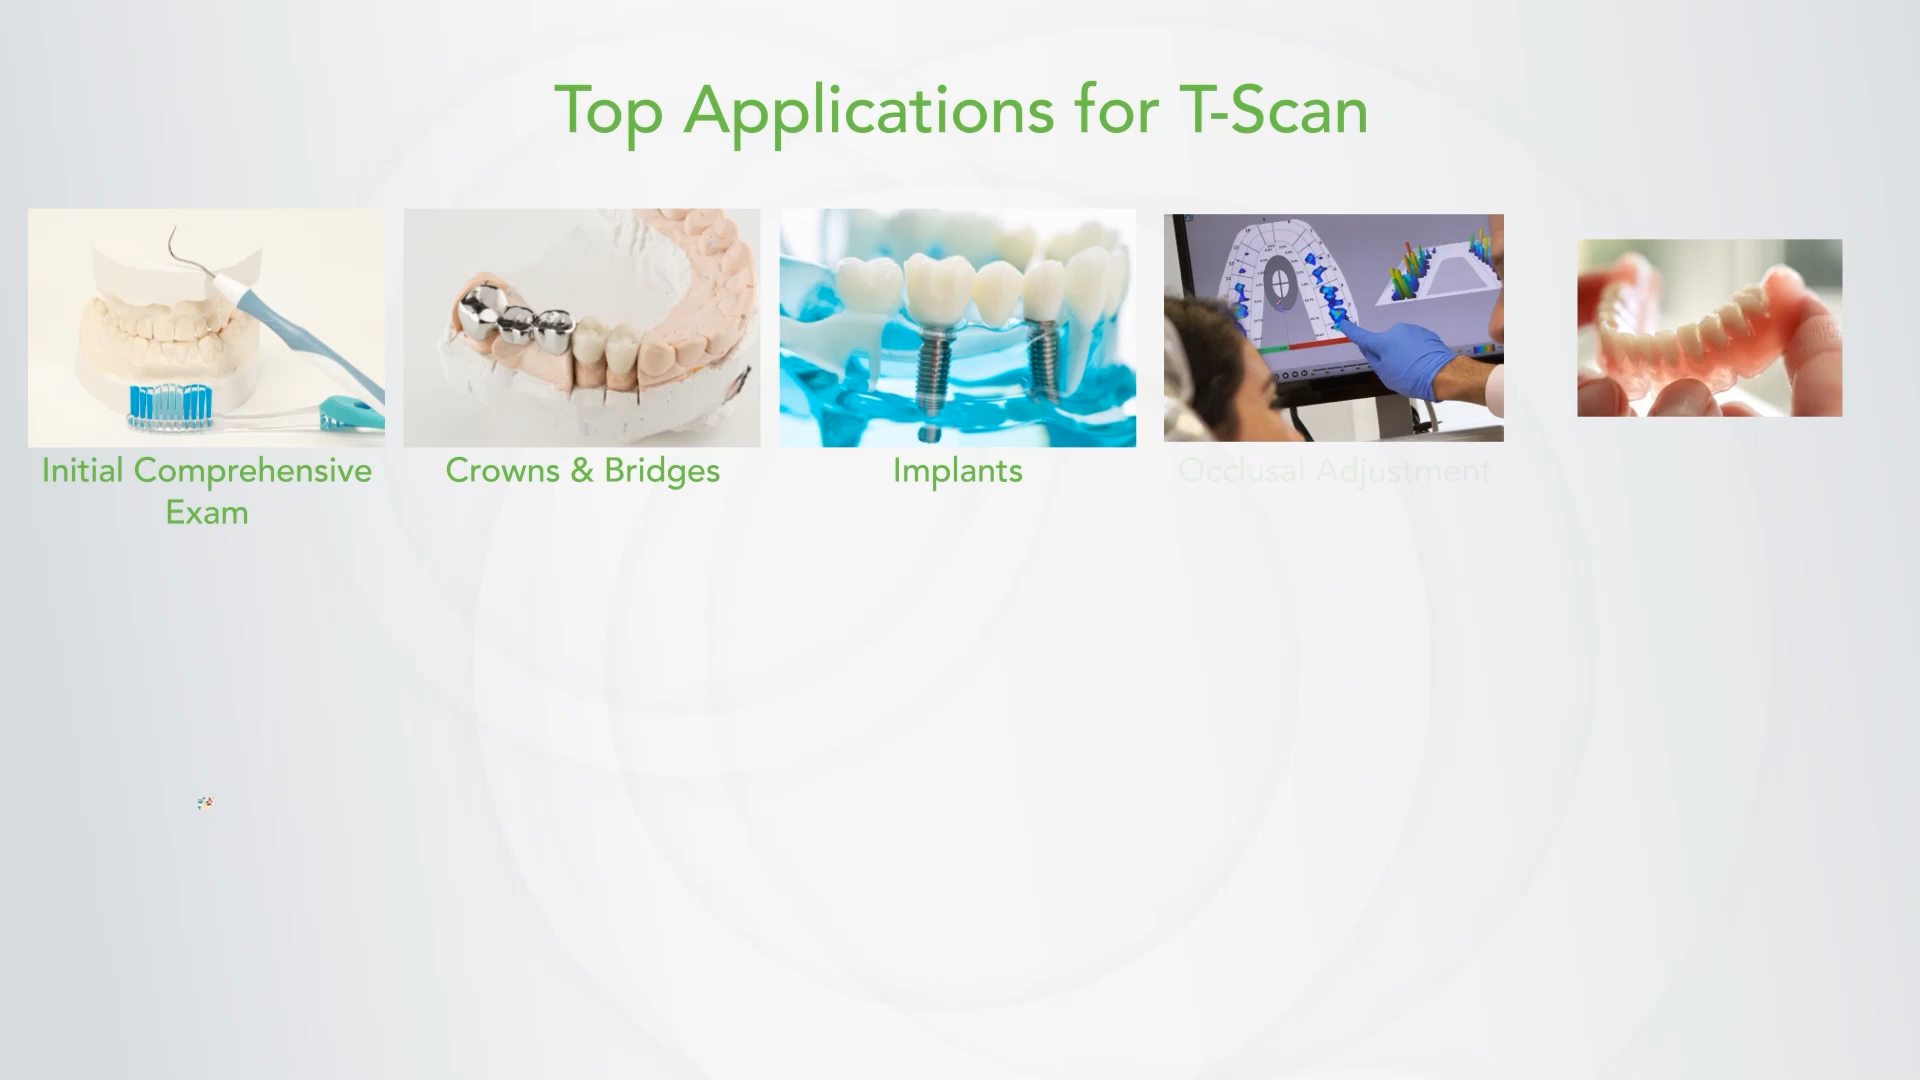 Top Applications for T-Scan
Initial Comprehensive
Exam
Crowns & Bridges
Implants
Occlusal Adjustment